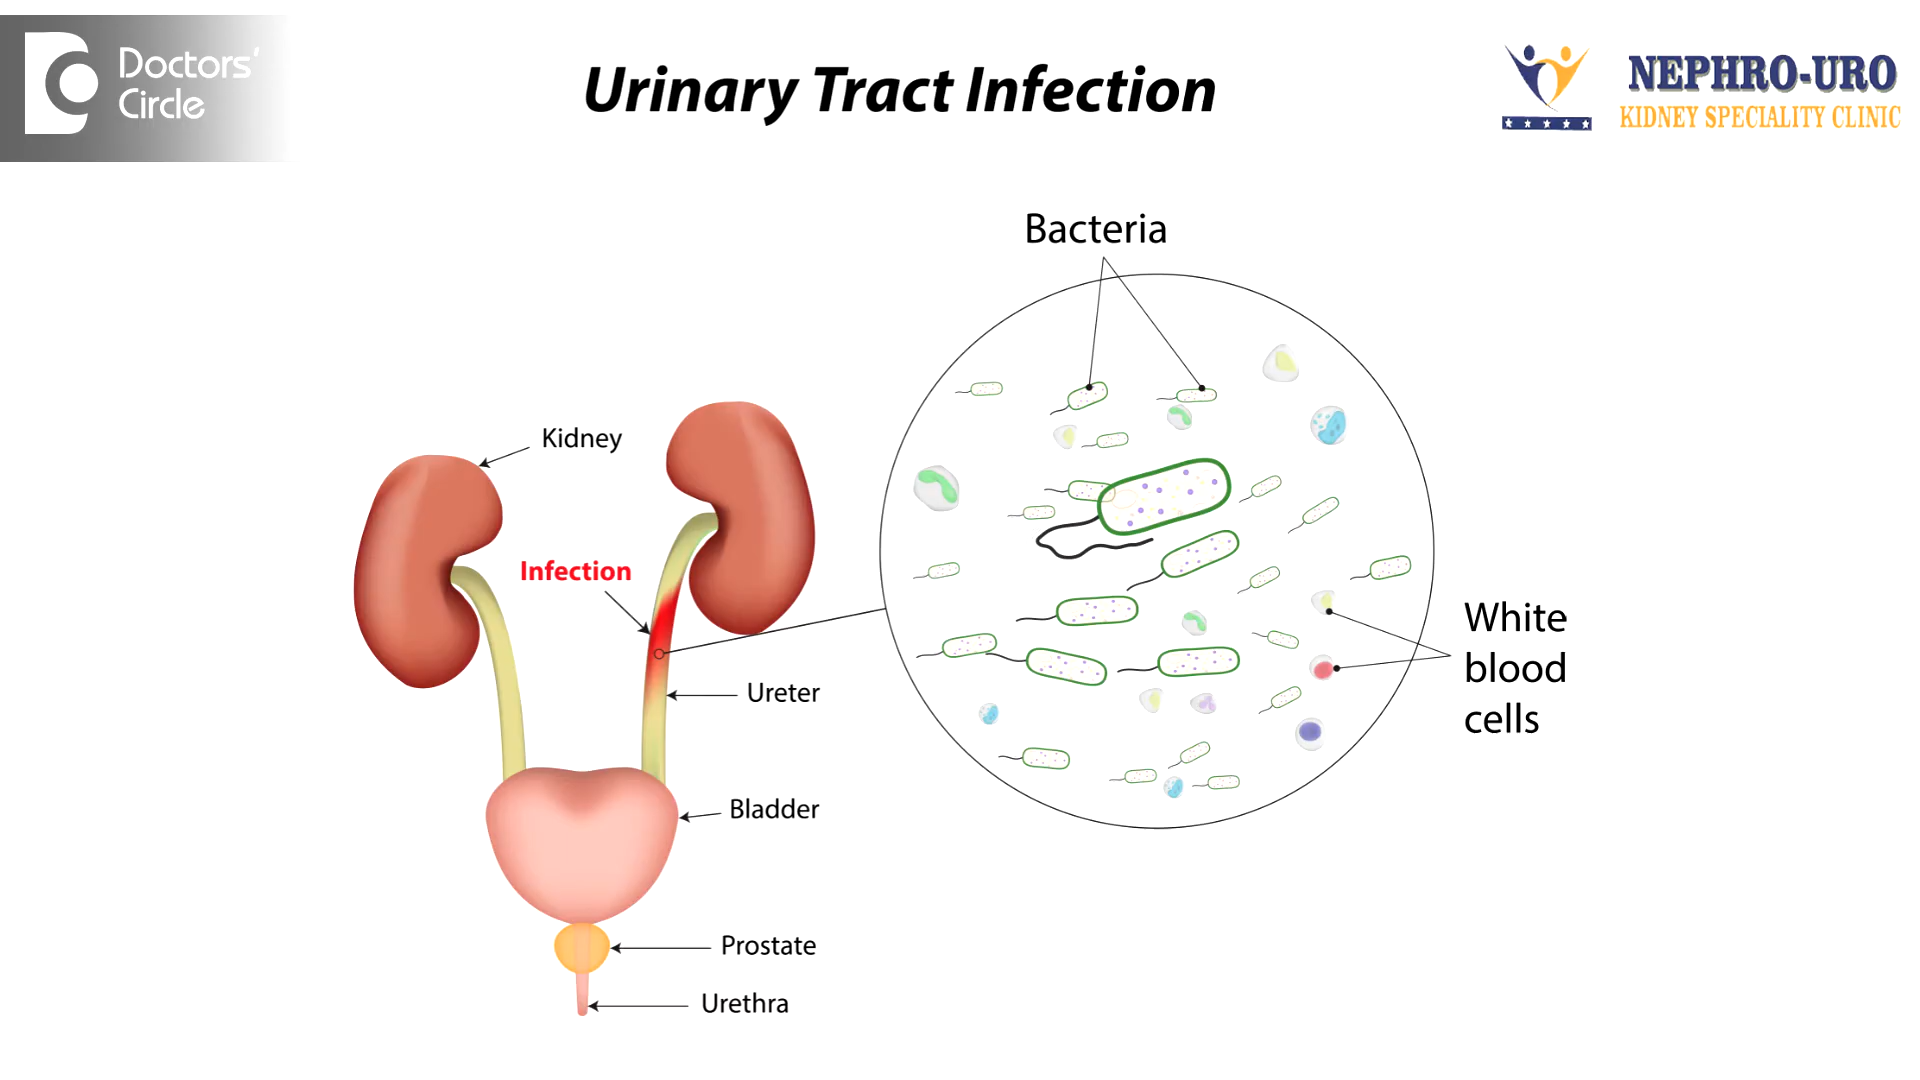 Doctors'
Circle
Urinary Tract Infection
NEPHRO-URO
KIDNEY SPECIALITY CLINIC
Bacteria
Kidney
Infection
White
blood
cells
Ureter
Bladder
Prostate
Urethra